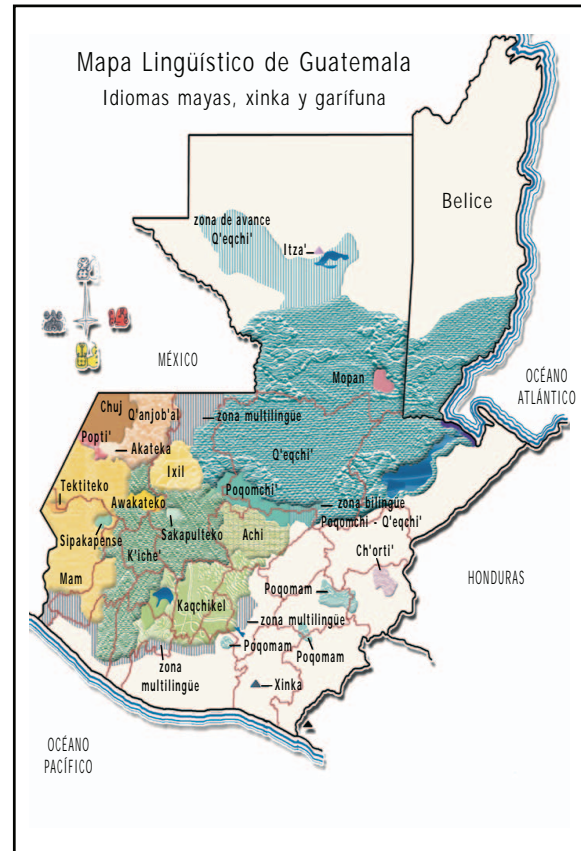 Mapa Lingüístico de Guatemala
Idiomas mayas, xinka y garífuna
Belice
zona de avance
Q'eqchi'
Itza'
MÉXICO
Mopan
OCÉANO
ATLÁNTICO
Chuj
Q'anjob'al
zona multilingüe
Popti'
Akateka
Q'eqchi'
Ixil
Tektiteko
Poqomchi'
Awakateko
zona bilingüe
Poqomchi - Q'eqchi'
Sipakapense
Sakapulteko
Achi
K'iche'
Ch'orti'
Mam
HONDURAS
Poqomam
Kaqchikel
zona multilingüe
Poqomam
Poqomam
zona
multilingüe
Xinka
OCÉANO
PACÍFICO